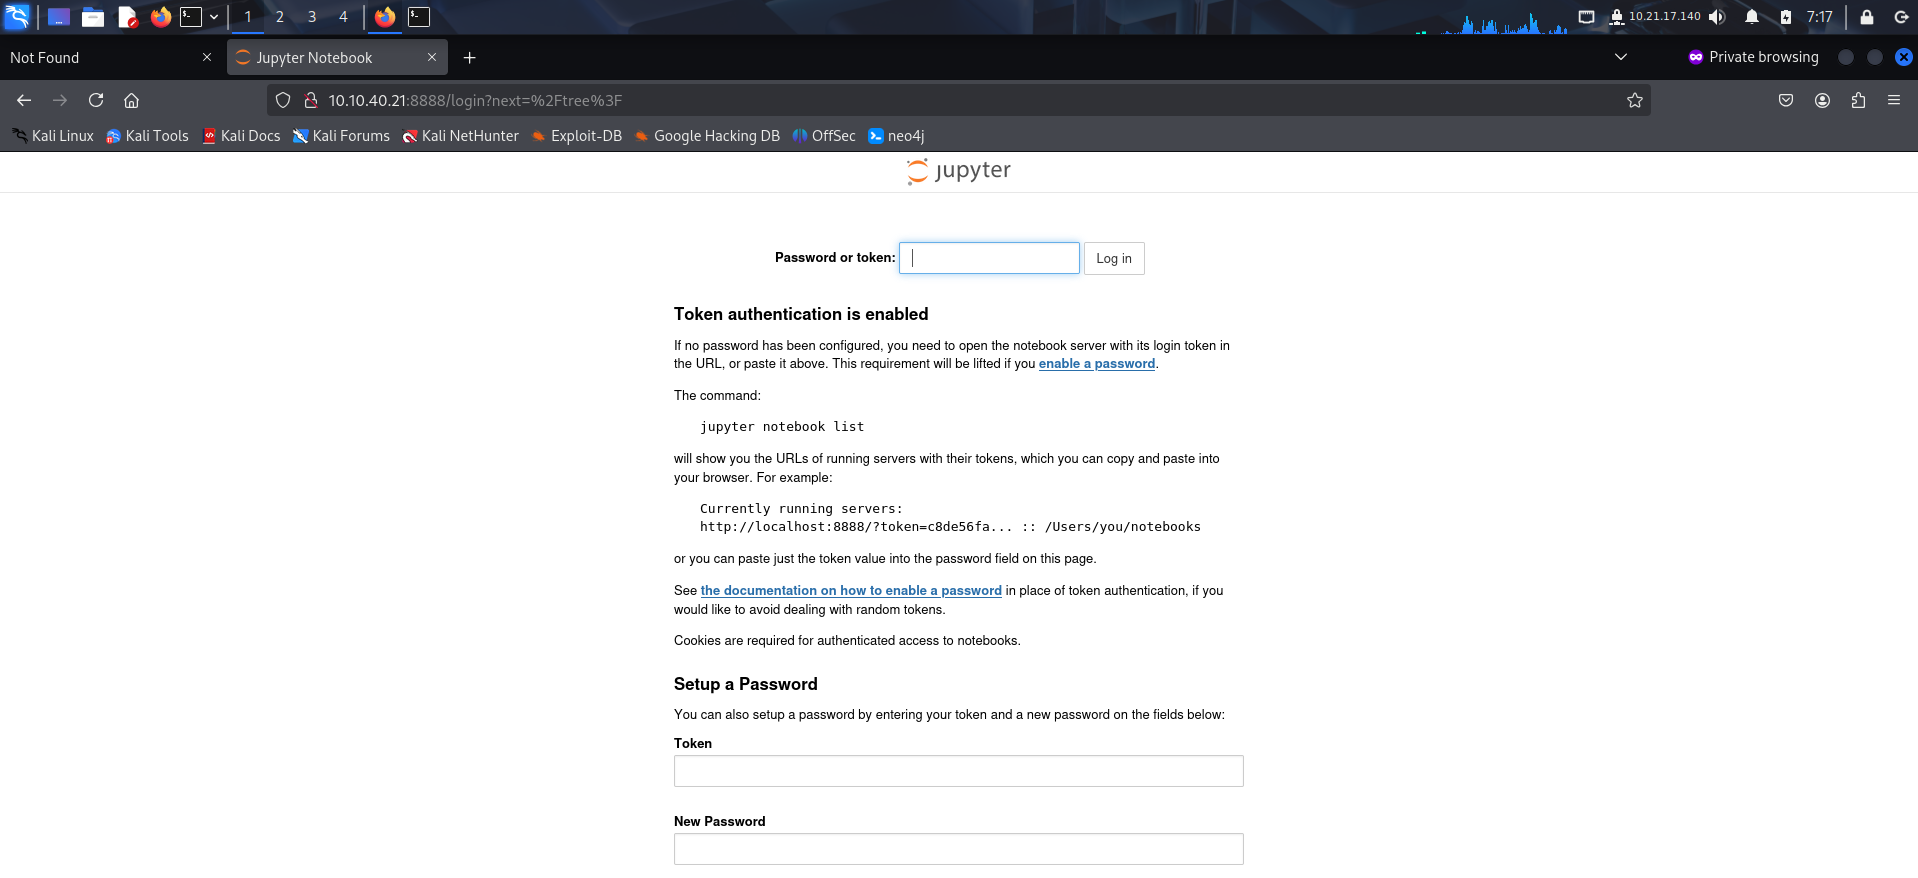 1 2 3 4 10.21.17.140 7:17
Not Found Jupyter Notebook Private browsing
10.10.40.21:8888/login?next=%2Ftree%3F
Kali Linux Kali Tools Kali Docs Kali Forums Kali NetHunter Exploit-DB Google Hacking DB OffSec neo4j
jupyter
Password or token: Log in
Token authentication is enabled
If no password has been configured, you need to open the notebook server with its login token in
the URL, or paste it above. This requirement will be lifted if you enable a password.
The command:
jupyter notebook list
will show you the URLs of running servers with their tokens, which you can copy and paste into
your browser. For example:
Currently running servers:
http://localhost:8888/?token=c8de56fa... :: /Users/you/notebooks
or you can paste just the token value into the password field on this page.
See the documentation on how to enable a password in place of token authentication, if you
would like to avoid dealing with random tokens.
Cookies are required for authenticated access to notebooks.
Setup a Password
You can also setup a password by entering your token and a new password on the fields below:
Token
New Password